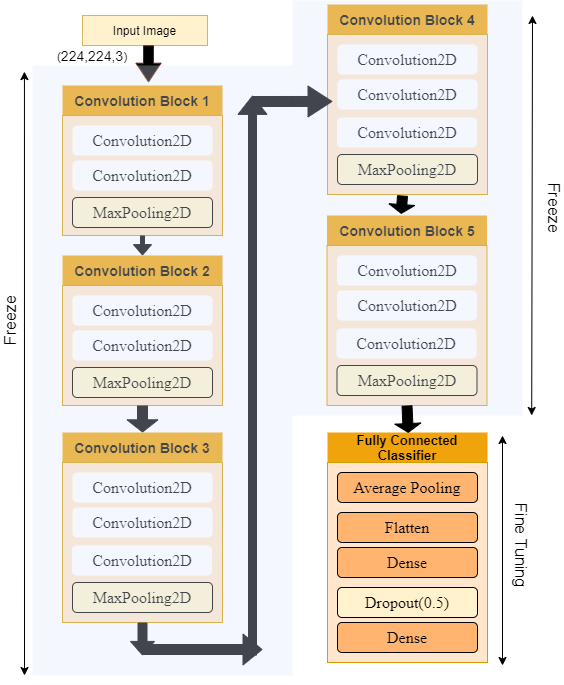 Input Image
(224,224,3)
Freeze
Convolution Block 1
Convolution2D
Convolution2D
MaxPooling2D
Convolution Block 2
Convolution2D
Convolution2D
MaxPooling2D
Convolution Block 3
Convolution2D
Convolution2D
Convolution2D
MaxPooling2D
Convolution Block 4
Convolution2D
Convolution2D
Convolution2D
MaxPooling2D
Convolution Block 5
Convolution2D
Convolution2D
Convolution2D
MaxPooling2D
Freeze
Fully Connected
Classifier
Average Pooling
Flatten
Dense
Dropout(0.5)
Dense
Fine Tuning